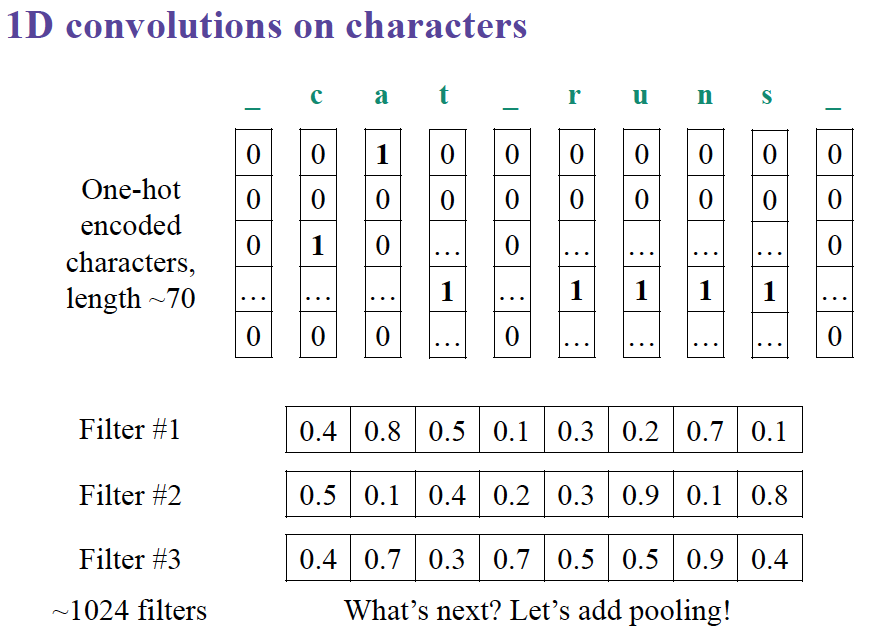 1D convolutions on characters
_ c a t _ r u n s _
0 0 1 0 0 0 0 0 0 0
One-hot
0 0 0 0 0 0 0 0 0 0
encoded
0 1 0 … 0 … … … … 0
characters,
… … … 1 … 1 1 1 1 …
length ~70
0 0 0 … 0 … … … … 0
Filter #1 0.4 0.8 0.5 0.1 0.3 0.2 0.7 0.1
Filter #2 0.5 0.1 0.4 0.2 0.3 0.9 0.1 0.8
Filter #3 0.4 0.7 0.3 0.7 0.5 0.5 0.9 0.4
~1024 filters What’s next? Let’s add pooling!